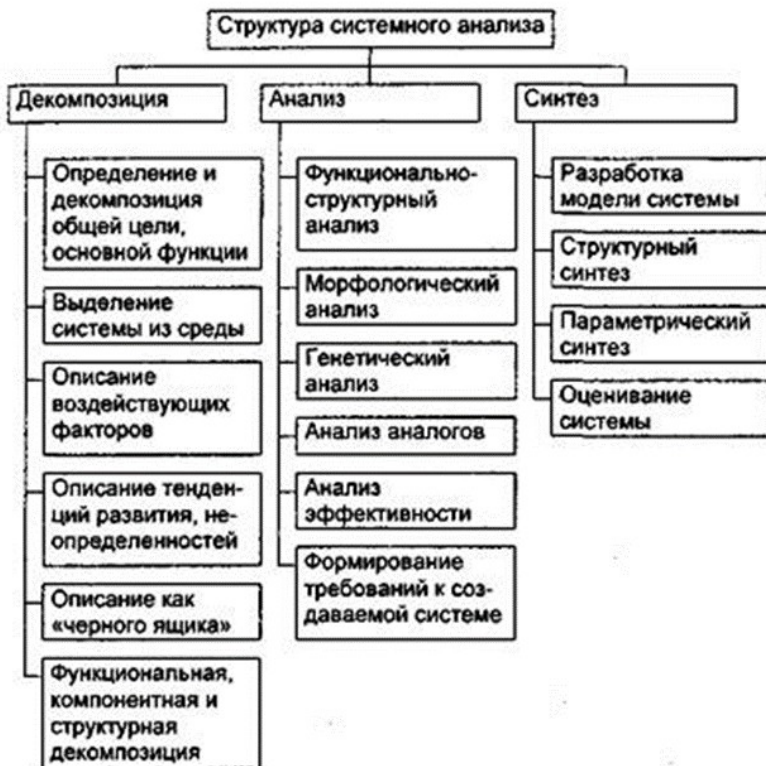 Структура системного анализа
Декомпозиция
Определение и
декомпозиция
общей цели,
основной функции
Выделение
системы из среды
Описание
воздействующих
факторов
Описание тенден-
ций развития, не-
определенностей
Описание как
«черного ящика»
Функциональная,
компонентная и
структурная
декомпозиция
Анализ
Функционально-
структурный
анализ
Морфологический
анализ
Генетический
анализ
Анализ аналогов
Анализ
эффективности
Формирование
требований к соз-
даваемой системе
Синтез
Разработка
модели системы
Структурный
синтез
Параметрический
синтез
Оценивание
системы